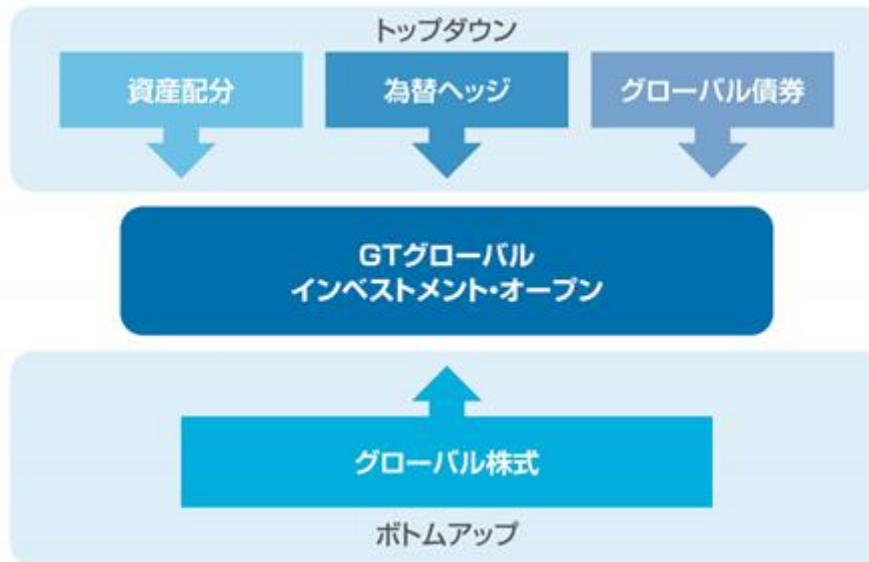 トップダウン
資産配分
為替ヘッジ
グローバル債券
GTグローバル
インベストメント・オープン
グローバル株式
ボトムアップ